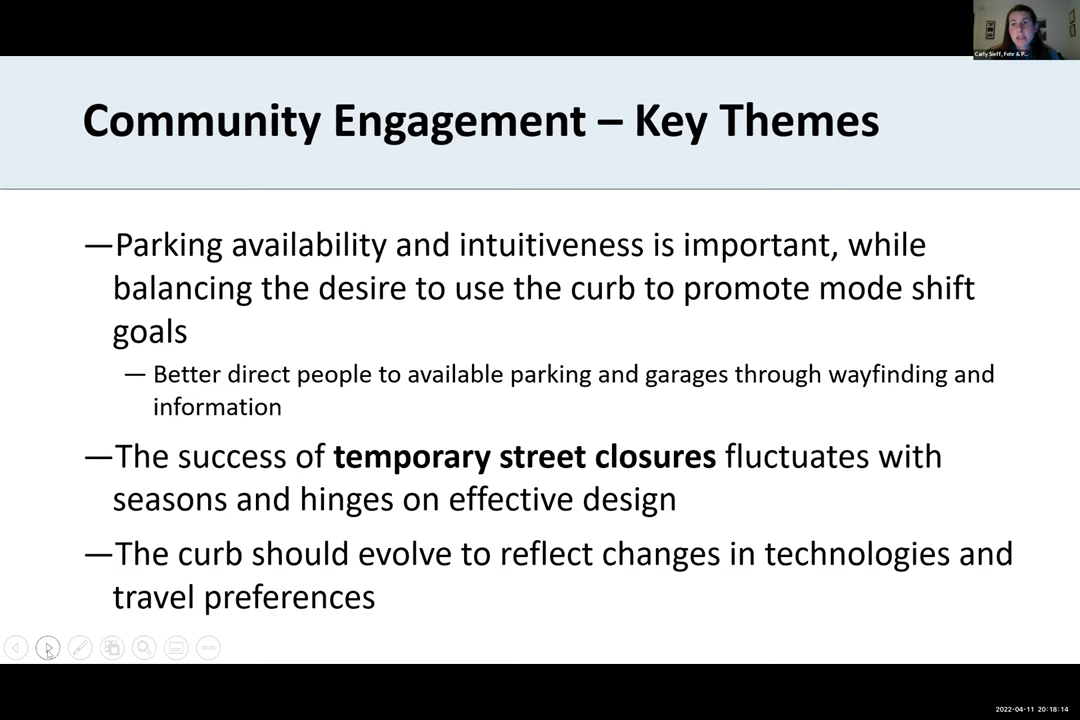 Carly Sieff, Fehr & P...
Community Engagement – Key Themes
—Parking availability and intuitiveness is important, while
balancing the desire to use the curb to promote mode shift
goals
— Better direct people to available parking and garages through wayfinding and
information
—The success of temporary street closures fluctuates with
seasons and hinges on effective design
—The curb should evolve to reflect changes in technologies and
travel preferences
2022-04-11 20:18:14